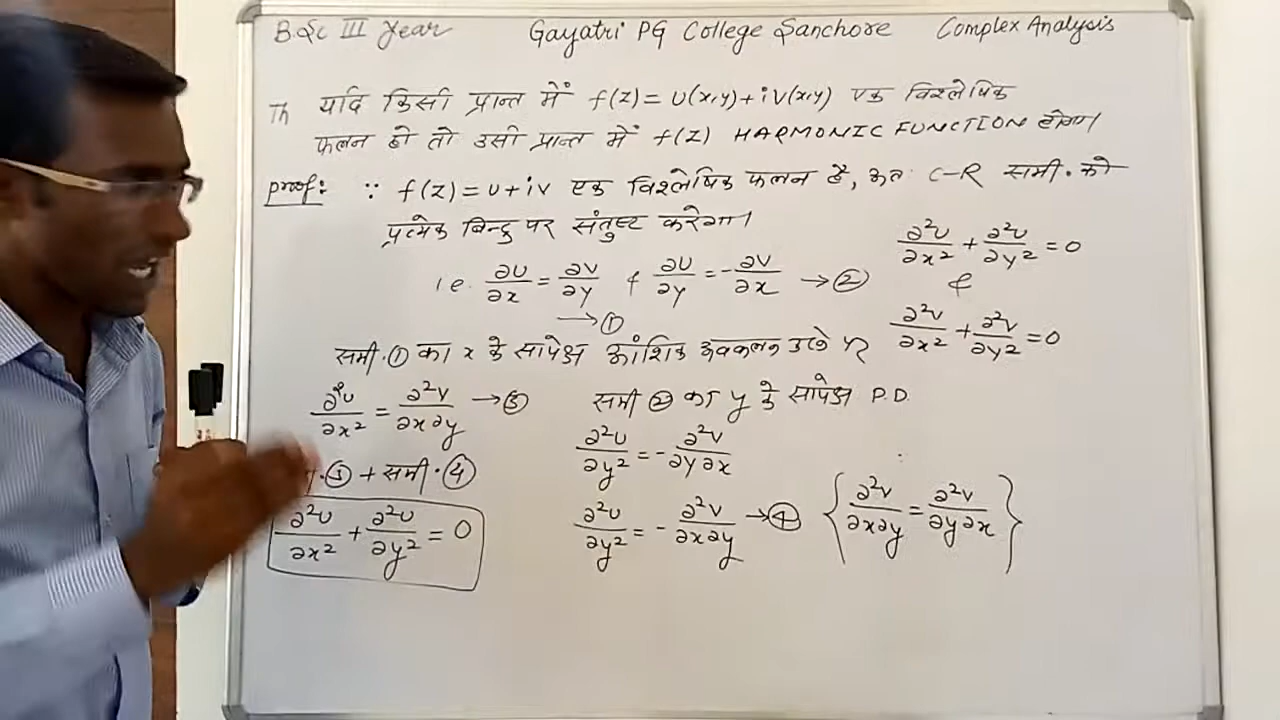 B.Sc III Year Gayatri PG College Sanchore Complex Analysis
Th यदि किसी प्रान्त में f(z) = U(x,y) + iV(x,y) एक विश्लेषिक
फलन हो तो उसी प्रान्त में f(z) HARMONIC FUNCTION होगा।
Proof: ∵ f(z) = U + iV एक विश्लेषिक फलन है, अतः C-R समी. को
प्रत्येक बिन्दु पर संतुष्ट करेगा।
∂²U/∂x² + ∂²U/∂y² = 0
&
∂²V/∂x² + ∂²V/∂y² = 0
i.e. ∂U/∂x = ∂V/∂y & ∂U/∂y = -∂V/∂x → ②
→ ①
समी. ① का x के सापेक्ष आंशिक अवकलन करने पर
∂²U/∂x² = ∂²V/∂x∂y → ③
समी ② का y के सापेक्ष P.D.
∂²U/∂y² = -∂²V/∂y∂x
∂²U/∂y² = -∂²V/∂x∂y → ④ {∂²V/∂x∂y = ∂²V/∂y∂x}
③ + समी. ④
∂²U/∂x² + ∂²U/∂y² = 0